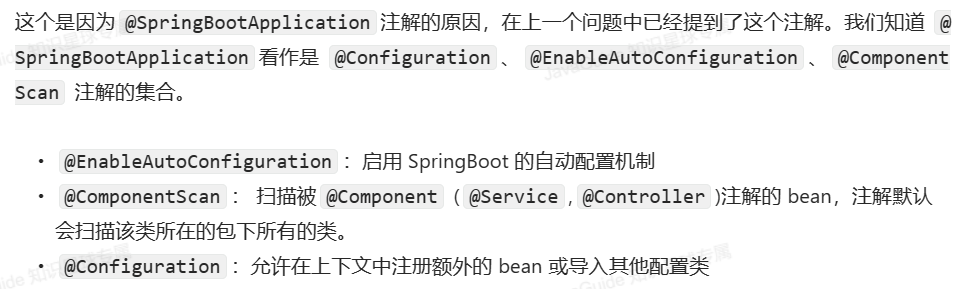 这个是因为 @SpringBootApplication 注解的原因，在上一个问题中已经提到了这个注解。我们知道 @
SpringBootApplication 看作是 @Configuration 、 @EnableAutoConfiguration 、 @Component
Scan 注解的集合。
• @EnableAutoConfiguration ：启用 SpringBoot 的自动配置机制
• @ComponentScan ： 扫描被 @Component ( @Service , @Controller )注解的 bean，注解默认
会扫描该类所在的包下所有的类。
• @Configuration ：允许在上下文中注册额外的 bean 或导入其他配置类